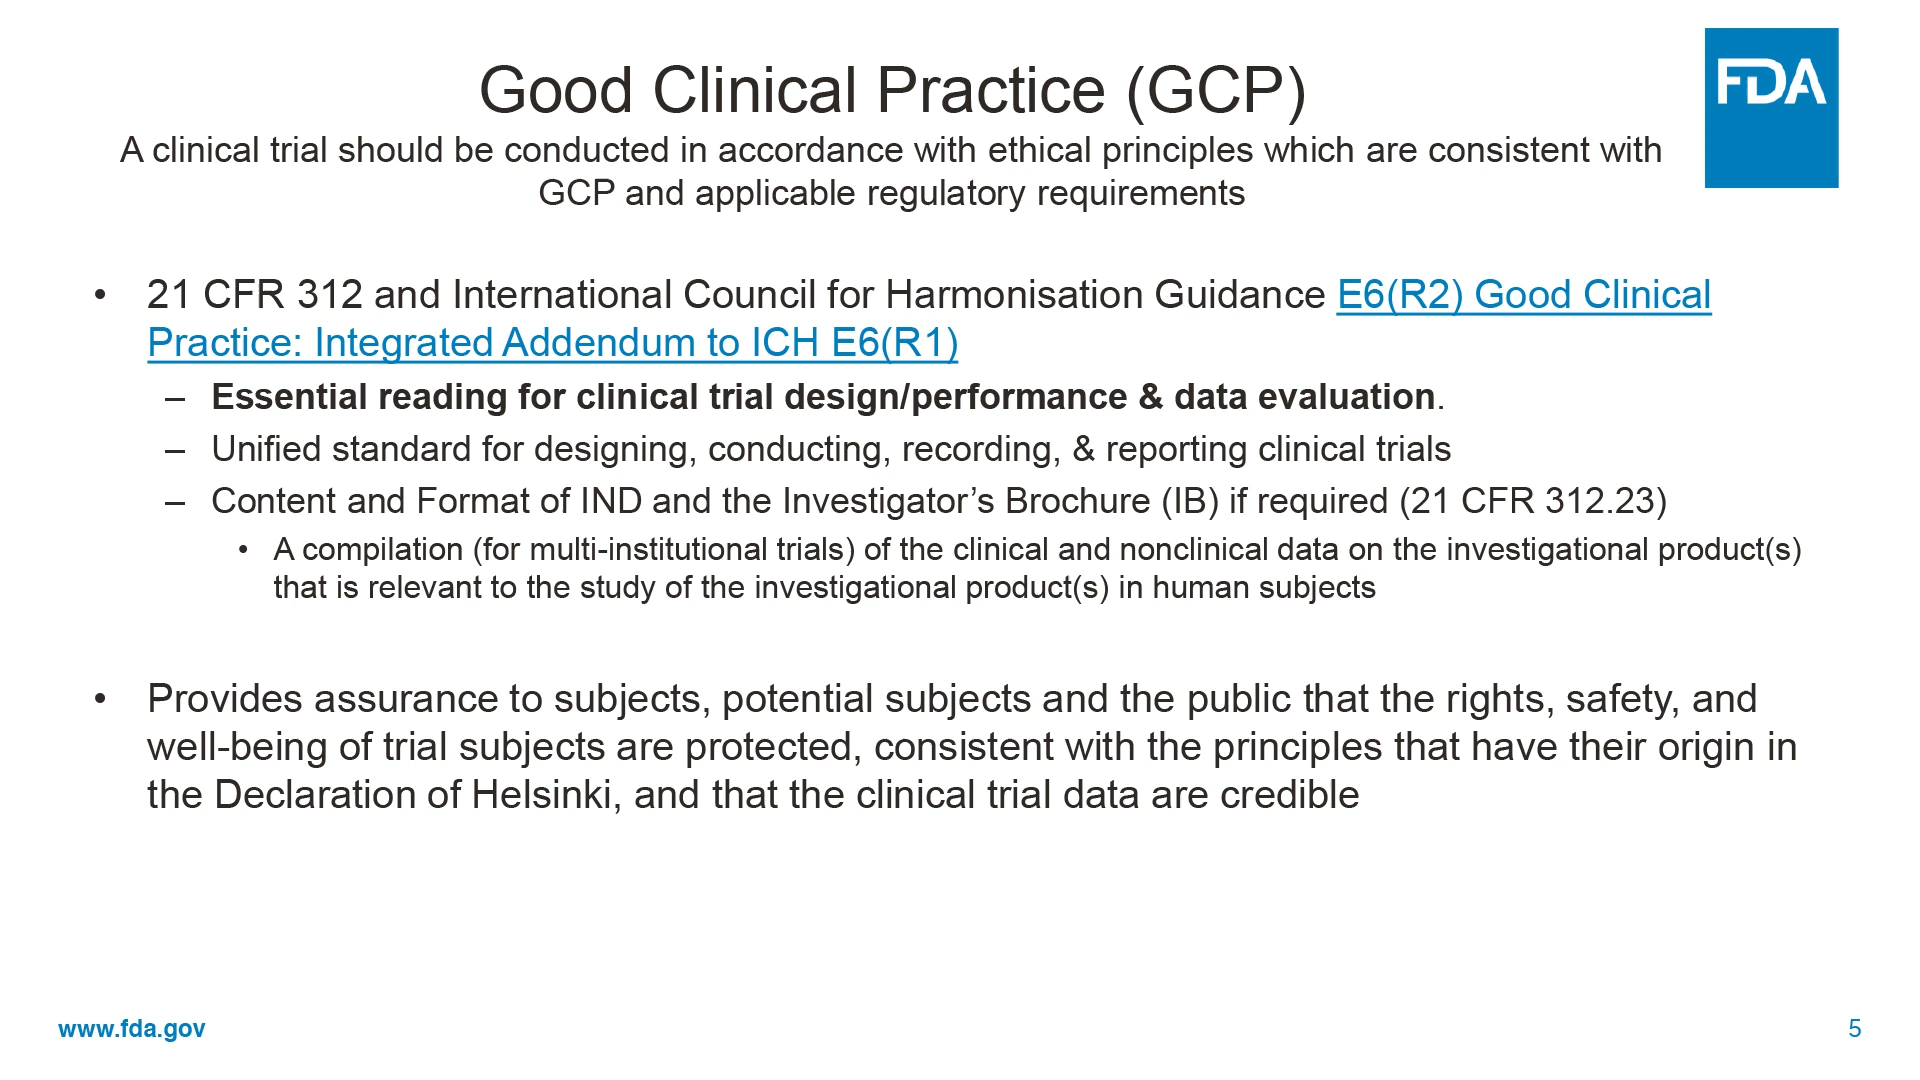 Good Clinical Practice (GCP)
FDA
A clinical trial should be conducted in accordance with ethical principles which are consistent with
GCP and applicable regulatory requirements
• 21 CFR 312 and International Council for Harmonisation Guidance E6(R2) Good Clinical
Practice: Integrated Addendum to ICH E6(R1)
– Essential reading for clinical trial design/performance & data evaluation.
– Unified standard for designing, conducting, recording, & reporting clinical trials
– Content and Format of IND and the Investigator’s Brochure (IB) if required (21 CFR 312.23)
• A compilation (for multi-institutional trials) of the clinical and nonclinical data on the investigational product(s)
that is relevant to the study of the investigational product(s) in human subjects
• Provides assurance to subjects, potential subjects and the public that the rights, safety, and
well-being of trial subjects are protected, consistent with the principles that have their origin in
the Declaration of Helsinki, and that the clinical trial data are credible
www.fda.gov
5